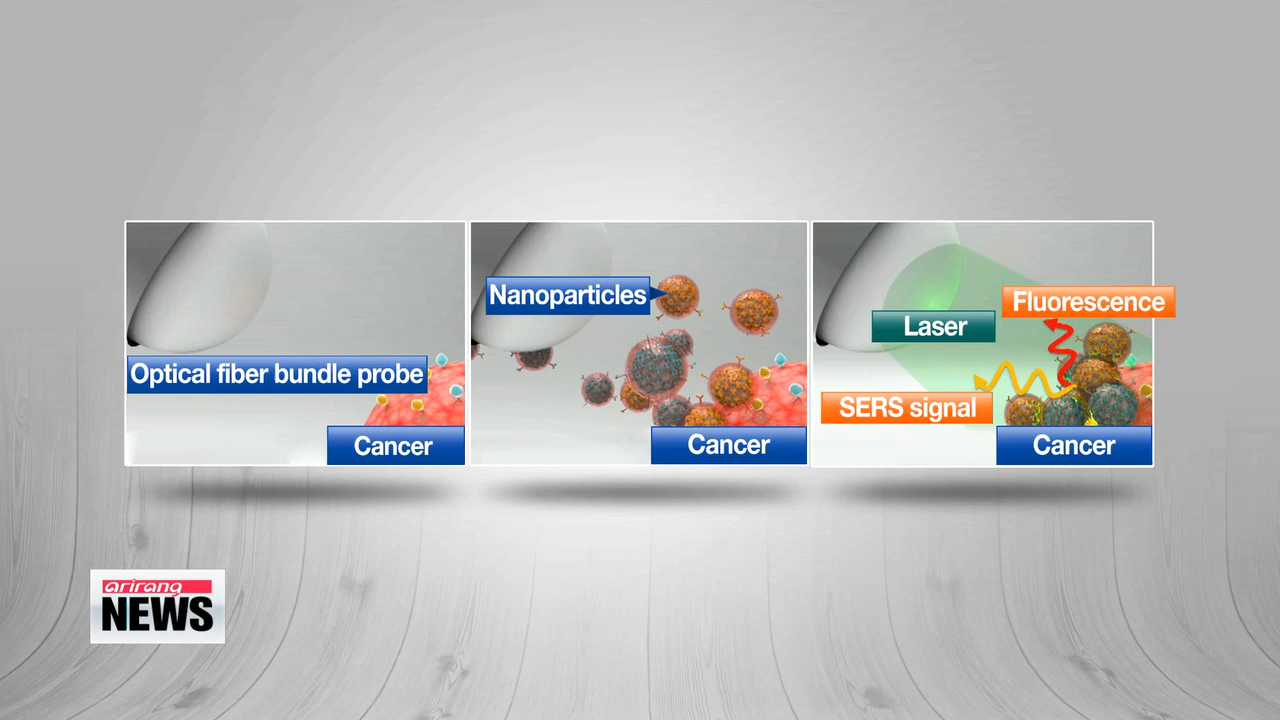 Optical fiber bundle probe
Cancer
Nanoparticles
Cancer
Fluorescence
Laser
SERS signal
Cancer
arirang
NEWS